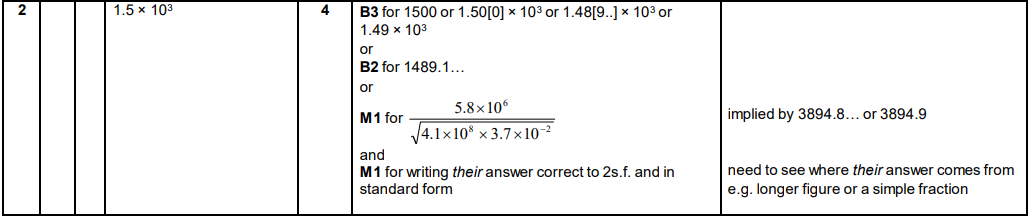 2 1.5 × 10³ 4 B3 for 1500 or 1.50[0] × 10³ or 1.48[9..] × 10³ or
1.49 × 10³
or
B2 for 1489.1…
or
M1 for 5.8×10⁶ / √(4.1×10⁸ ×3.7×10⁻²) implied by 3894.8… or 3894.9
and
M1 for writing their answer correct to 2s.f. and in need to see where their answer comes from
standard form e.g. longer figure or a simple fraction